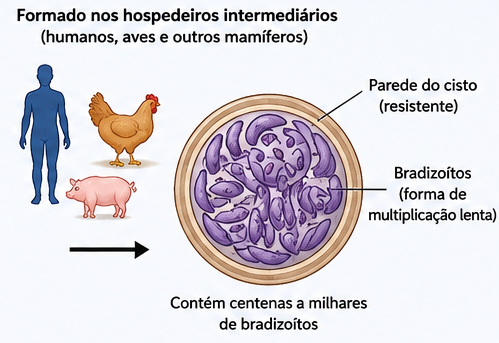 Formado nos hospedeiros intermediários
(humanos, aves e outros mamíferos)
Parede do cisto
(resistente)
Bradizoítos
(forma de
multiplicação lenta)
Contém centenas a milhares
de bradizoítos